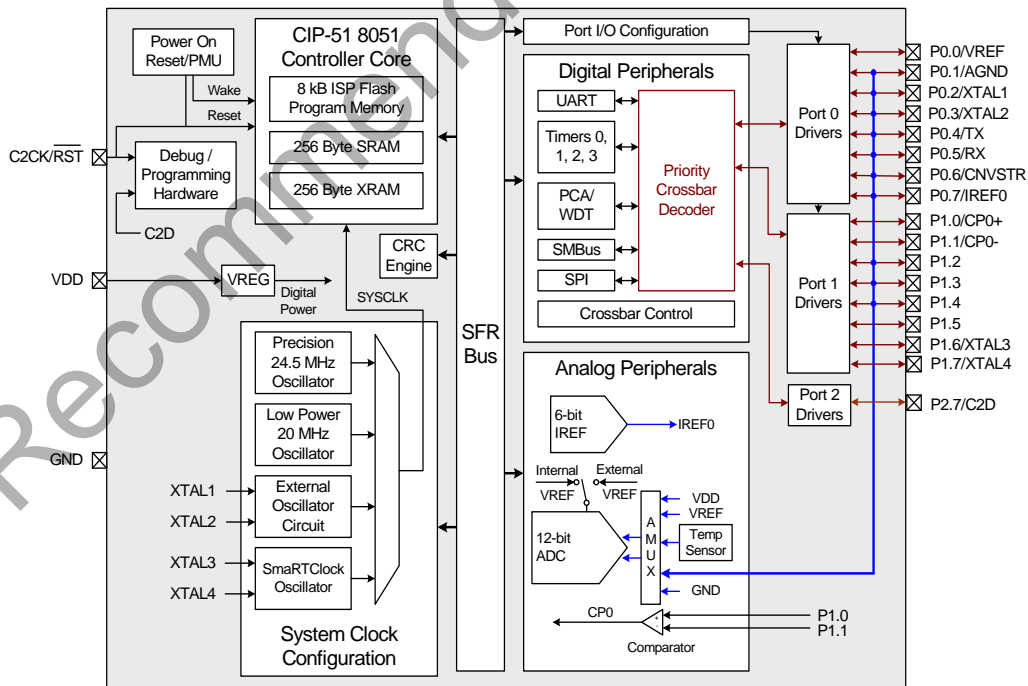 Recommend
Power On
Reset/PMU
Wake
Reset
C2CK/RST
Debug /
Programming
Hardware
C2D
VDD
VREG
Digital
Power
GND
CIP-51 8051
Controller Core
8 kB ISP Flash
Program Memory
256 Byte SRAM
256 Byte XRAM
CRC
Engine
SYSCLK
Precision
24.5 MHz
Oscillator
Low Power
20 MHz
Oscillator
XTAL1
XTAL2
External
Oscillator
Circuit
XTAL3
XTAL4
SmaRTClock
Oscillator
System Clock
Configuration
SFR
Bus
Port I/O Configuration
Digital Peripherals
UART
Timers 0,
1, 2, 3
PCA/
WDT
SMBus
SPI
Priority
Crossbar
Decoder
Crossbar Control
Analog Peripherals
6-bit
IREF
IREF0
Internal
External
VREF
VREF
12-bit
ADC
A
M
U
X
VDD
VREF
Temp
Sensor
GND
CP0
+
-
Comparator
P1.0
P1.1
Port 0
Drivers
Port 1
Drivers
Port 2
Drivers
P0.0/VREF
P0.1/AGND
P0.2/XTAL1
P0.3/XTAL2
P0.4/TX
P0.5/RX
P0.6/CNVSTR
P0.7/IREF0
P1.0/CP0+
P1.1/CP0-
P1.2
P1.3
P1.4
P1.5
P1.6/XTAL3
P1.7/XTAL4
P2.7/C2D